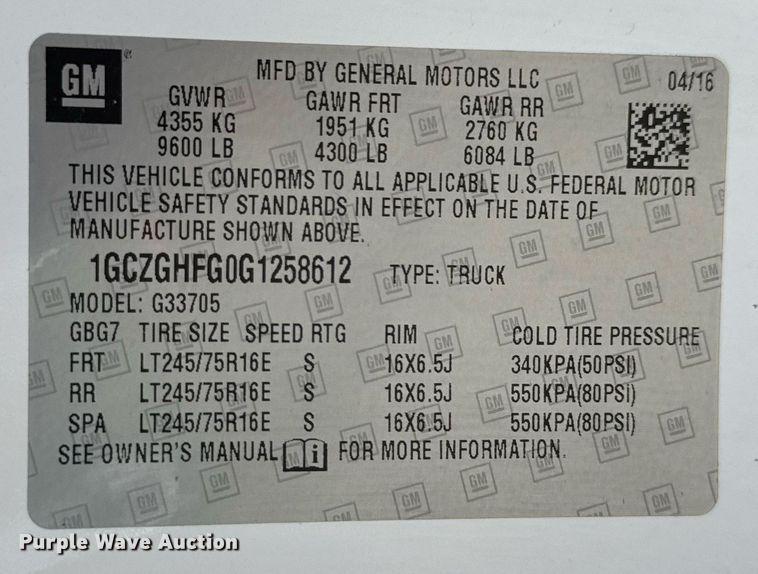 GM ®
MFD BY GENERAL MOTORS LLC 04/16
GVWR GAWR FRT GAWR RR
4355 KG 1951 KG 2760 KG
9600 LB 4300 LB 6084 LB
THIS VEHICLE CONFORMS TO ALL APPLICABLE U.S. FEDERAL MOTOR
VEHICLE SAFETY STANDARDS IN EFFECT ON THE DATE OF
MANUFACTURE SHOWN ABOVE.
1GCZGHFG0G1258612 TYPE: TRUCK
MODEL: G33705
GBG7 TIRE SIZE SPEED RTG RIM COLD TIRE PRESSURE
FRT LT245/75R16E S 16X6.5J 340KPA(50PSI)
RR LT245/75R16E S 16X6.5J 550KPA(80PSI)
SPA LT245/75R16E S 16X6.5J 550KPA(80PSI)
SEE OWNER'S MANUAL i FOR MORE INFORMATION.
Purple Wave Auction